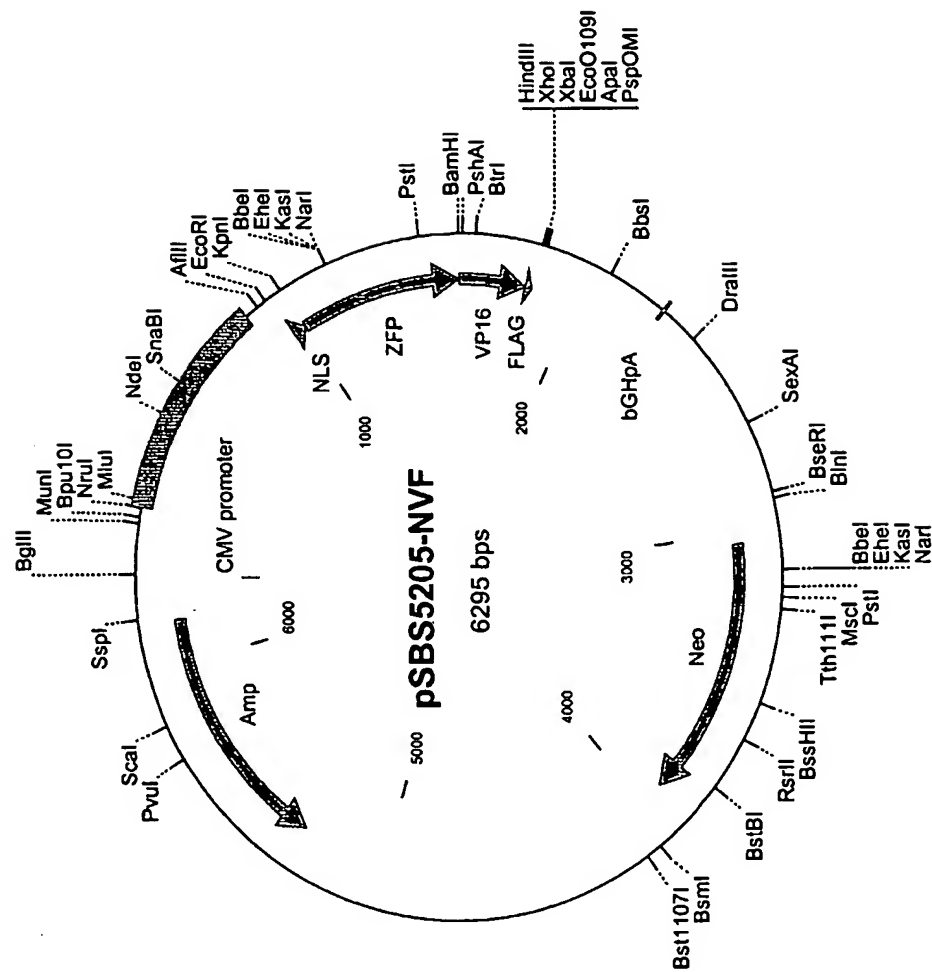 pSBS5205-NVF
6295 bps
BglII
MunI
Bpu10I
NruI
MluI
NdeI
SnaBI
AflII
EcoRI
KpnI
BbeI
EheI
KasI
NarI
PstI
BamHI
PshAI
BtrI
HindIII
XhoI
XbaI
EcoO109I
ApaI
PspOMI
BbsI
DraIII
SexAI
BseRI
BlnI
BbeI
EheI
KasI
NarI
PstI
MscI
Tth111I
BssHII
RsrII
BstBI
BsmI
Bst1107I
PvuI
ScaI
SspI
CMV promoter
NLS
ZFP
VP16
FLAG
bGHpA
Neo
Amp
1000
2000
3000
4000
5000
6000